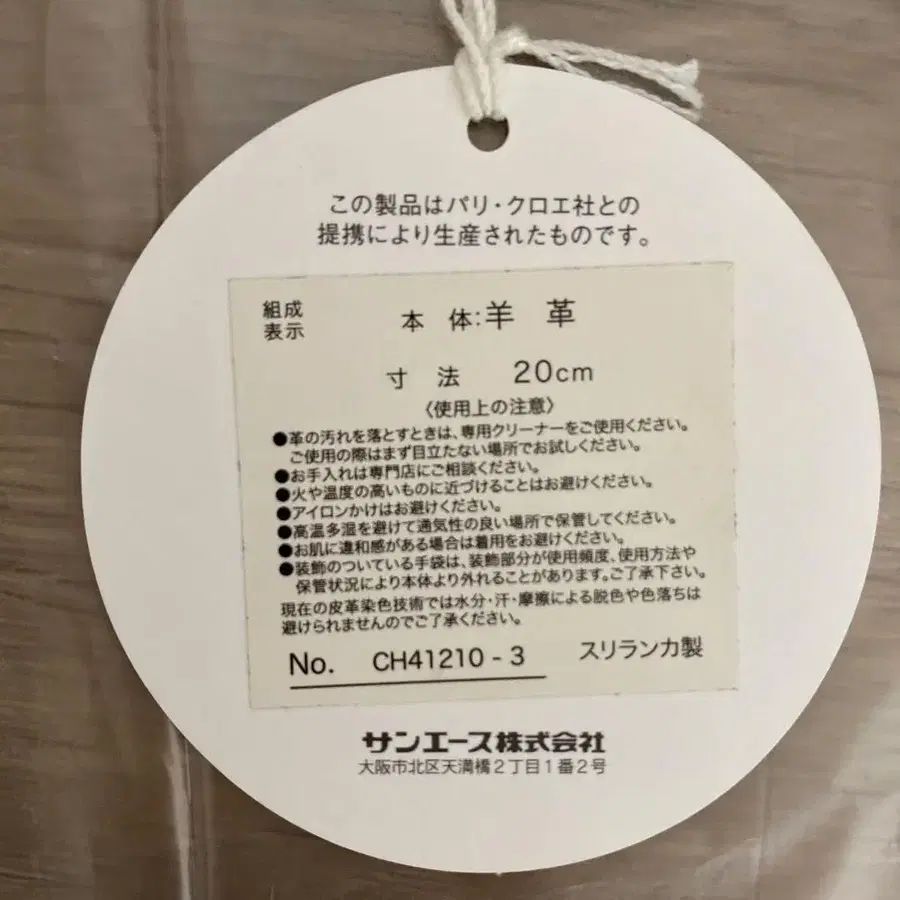 この製品はパリ・クロエ社との
提携により生産されたものです。
組成
表示
本 体:羊 革
寸 法 20cm
〈使用上の注意〉
●革の汚れを落とすときは、専用クリーナーをご使用ください。
ご使用の際はまず目立たない場所でお試しください。
●お手入れは専門店にご相談ください。
●火や温度の高いものに近づけることはお避けください。
●アイロンかけはお避けください。
●高温多湿を避けて通気性の良い場所で保管してください。
●お肌に違和感がある場合は着用をお避けください。
●装飾のついている手袋は、装飾部分が使用頻度、使用方法や
保管状況により本体より外れることがあります。ご了承下さい。
現在の皮革染色技術では水分・汗・摩擦による脱色や色落ちは
避けられませんのでご了承ください。
No. CH41210-3 スリランカ製
サンエース株式会社
大阪市北区天満橋2丁目1番2号